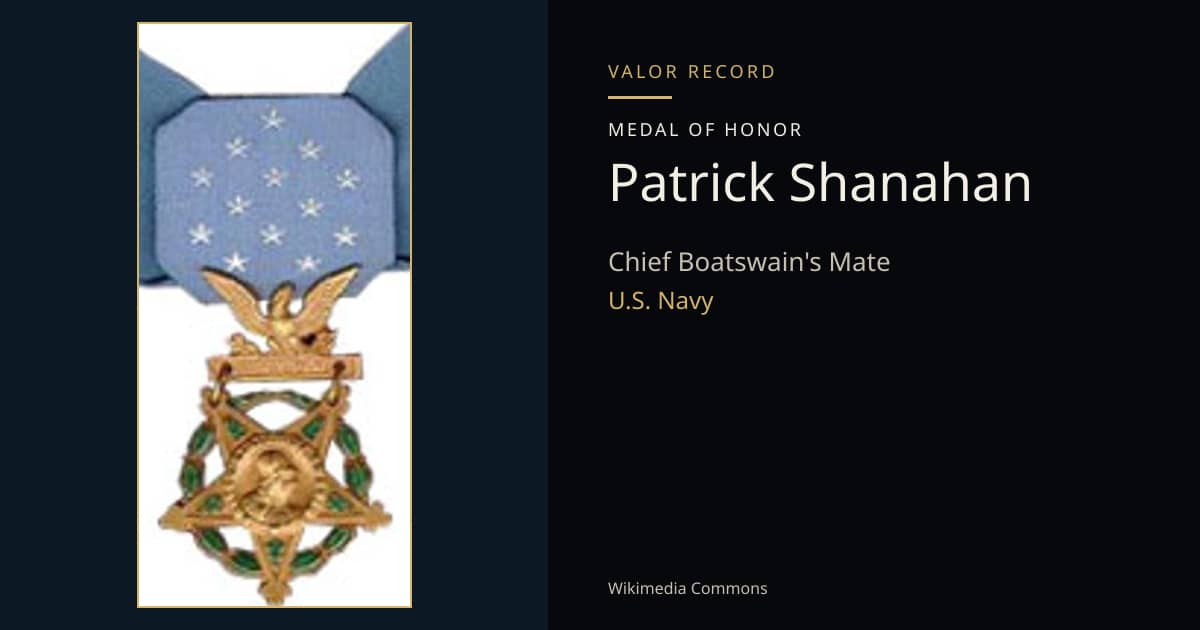 VALOR RECORD
MEDAL OF HONOR
Patrick Shanahan
Chief Boatswain's Mate
U.S. Navy
Wikimedia Commons